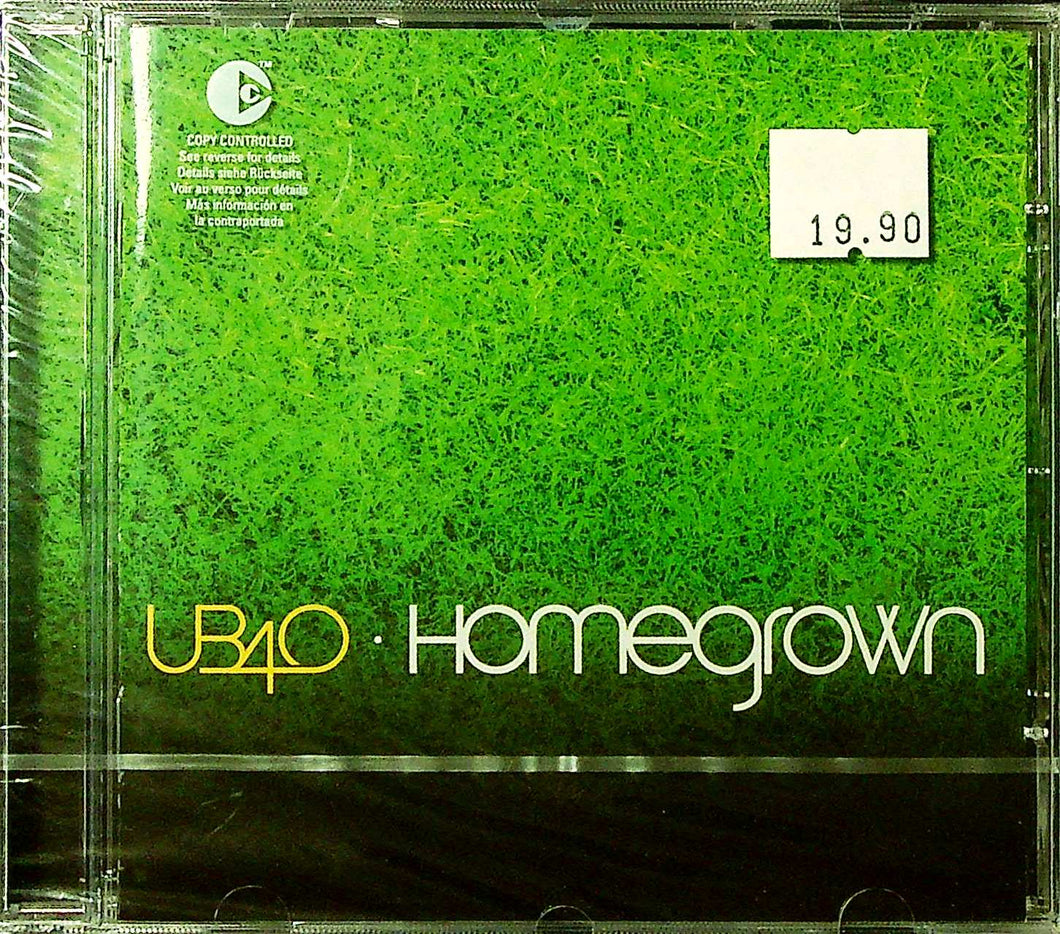 ™
COPY CONTROLLED
See reverse for details
Details siehe Rückseite
Voir au verso pour détails
Más información en
la contraportada
19.90
UB40 · Homegrown